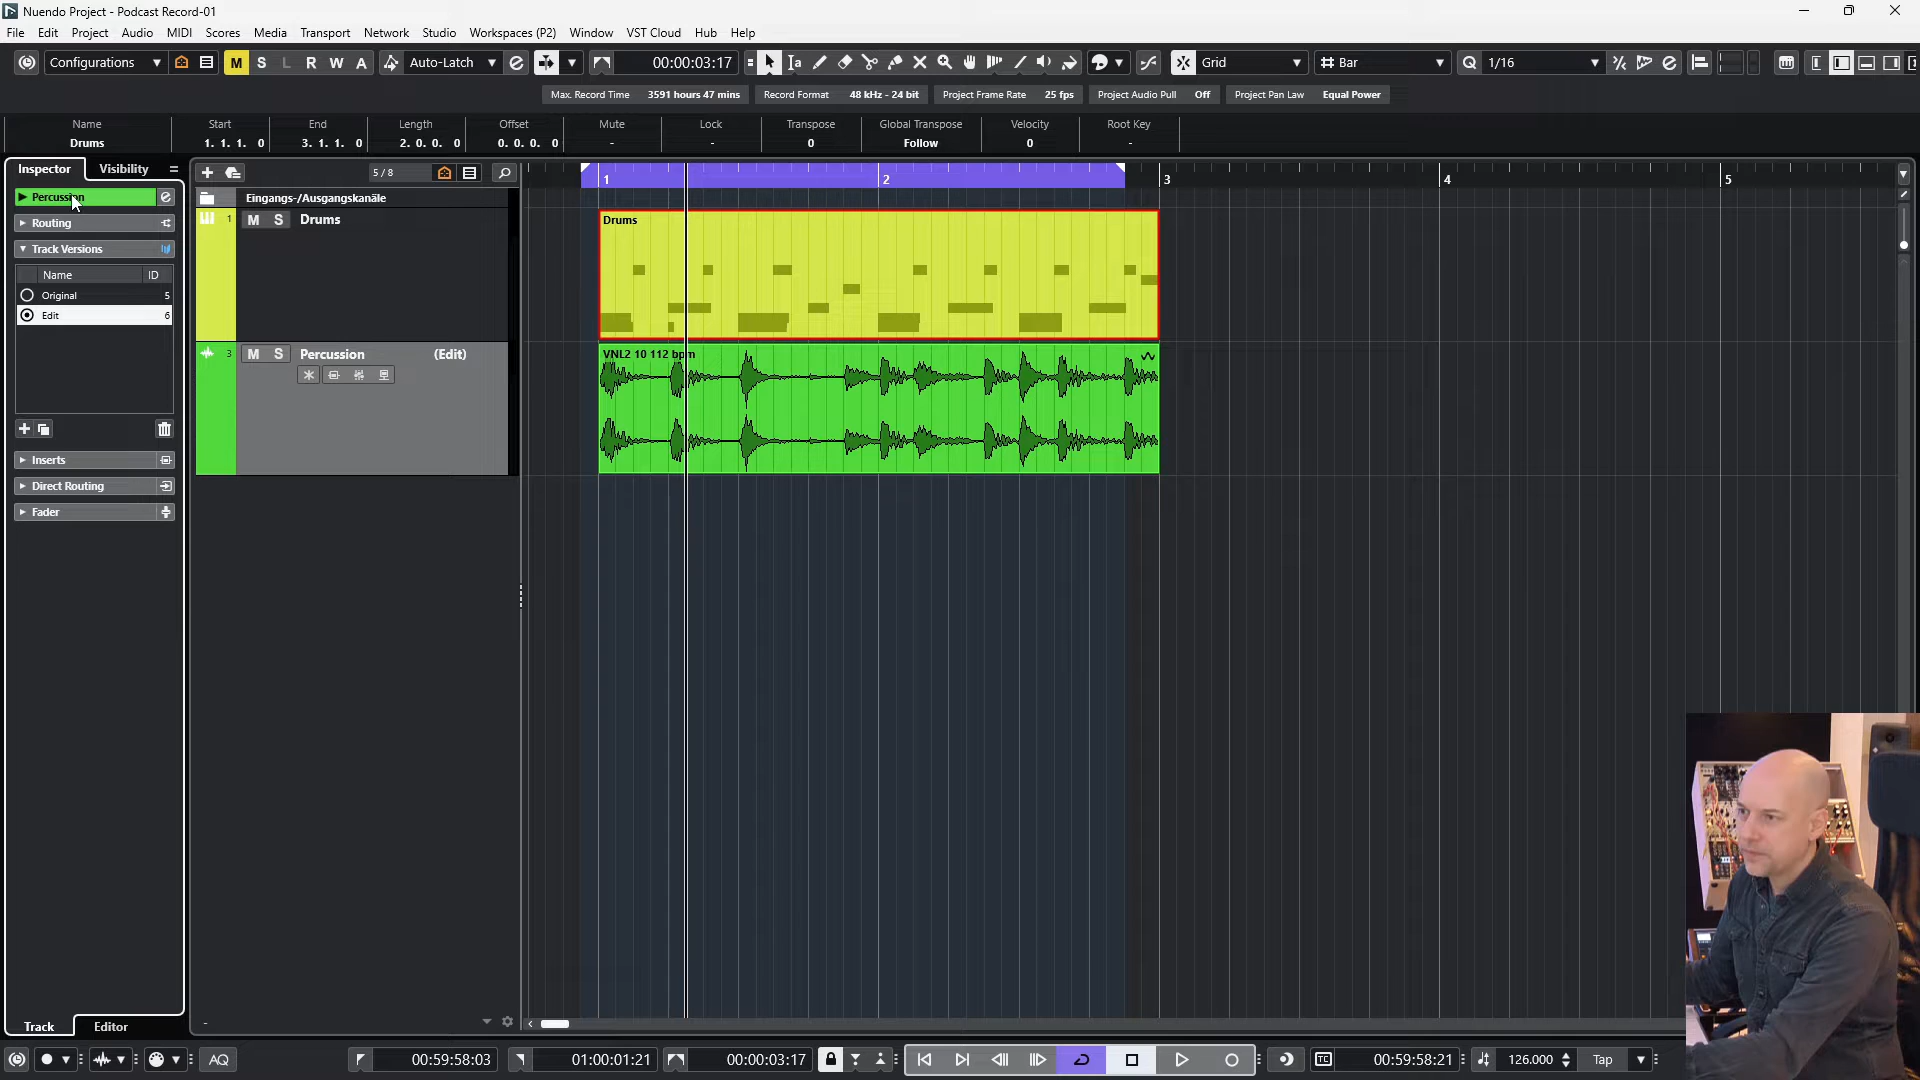 Nuendo Project - Podcast Record-01
File Edit Project Audio MIDI Scores Media Transport Network Studio Workspaces (P2) Window VST Cloud Hub Help
Configurations M S L R W A Auto-Latch 00:00:03:17 Grid Bar Q 1/16
Max. Record Time 3591 hours 47 mins Record Format 48 kHz - 24 bit Project Frame Rate 25 fps Project Audio Pull Off Project Pan Law Equal Power
Name Start End Length Offset Mute Lock Transpose Global Transpose Velocity Root Key
Drums 1. 1. 1. 0 3. 1. 1. 0 2. 0. 0. 0 0. 0. 0. 0 - - 0 Follow 0 -
Inspector Visibility
5 / 8
1 2 3 4 5
Percussion
Eingangs-/Ausgangskanäle
Routing
1 M S Drums
Drums
Track Versions
Name ID
Original 5
Edit 6
3 M S Percussion (Edit)
VNL2 10 112 bpm
Inserts
Direct Routing
Fader
Track Editor
AQ 00:59:58:03 01:00:01:21 00:00:03:17 TC 00:59:58:21 126.000 Tap